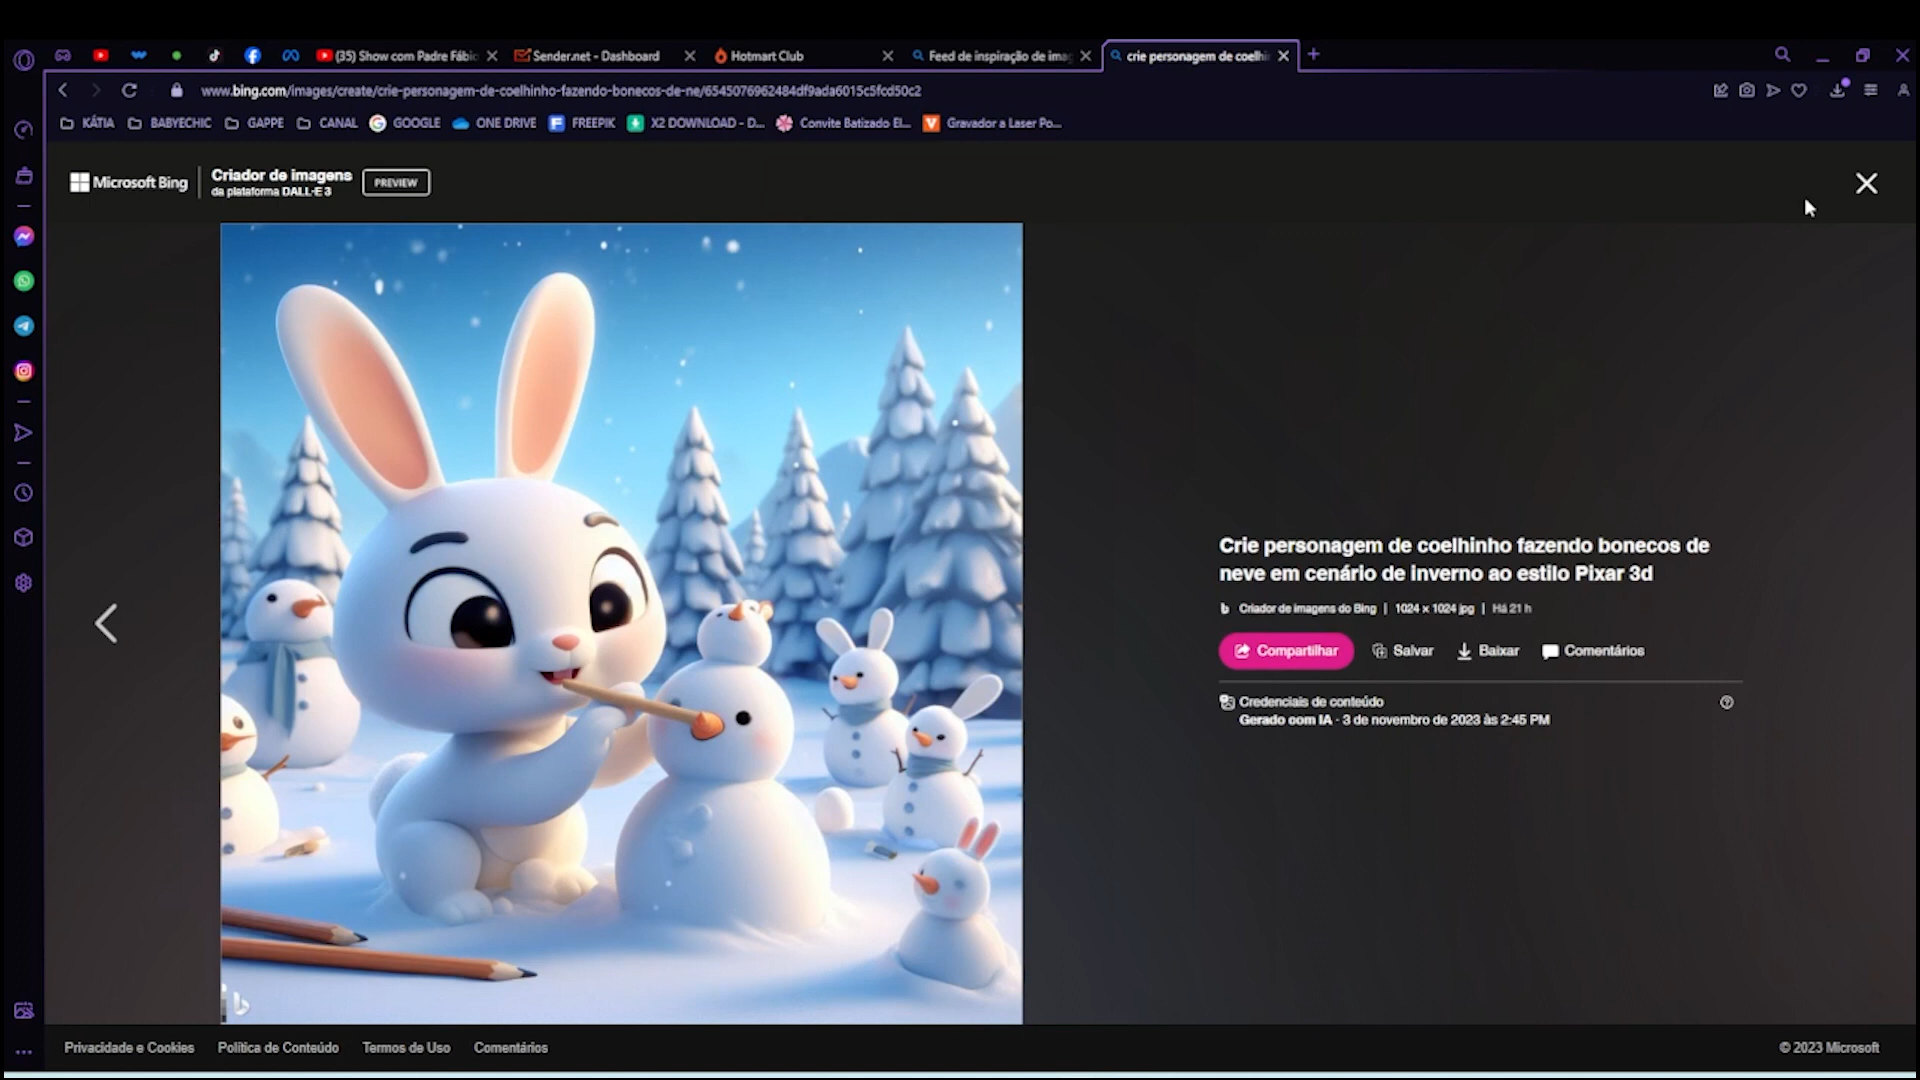 (35) Show com Padre Fábio
Sender.net - Dashboard
Hotmart Club
Feed de inspiração de imag
crie personagem de coelhi
www.bing.com/images/create/crie-personagem-de-coelhinho-fazendo-bonecos-de-ne/6545076962484df9ada6015c5fcd50c2
KÁTIA
BABYECHIC
GAPPE
CANAL
GOOGLE
ONE DRIVE
FREEPIK
X2 DOWNLOAD - D...
Convite Batizado El...
Gravador a Laser Po...
Microsoft Bing
Criador de imagens
da plataforma DALL-E 3
PREVIEW
Crie personagem de coelhinho fazendo bonecos de
neve em cenário de inverno ao estilo Pixar 3d
Criador de imagens do Bing | 1024 × 1024 jpg | Há 21 h
Compartilhar
Salvar
Baixar
Comentários
Credenciais de conteúdo
Gerado com IA - 3 de novembro de 2023 às 2:45 PM
Privacidade e Cookies
Política de Conteúdo
Termos de Uso
Comentários
© 2023 Microsoft